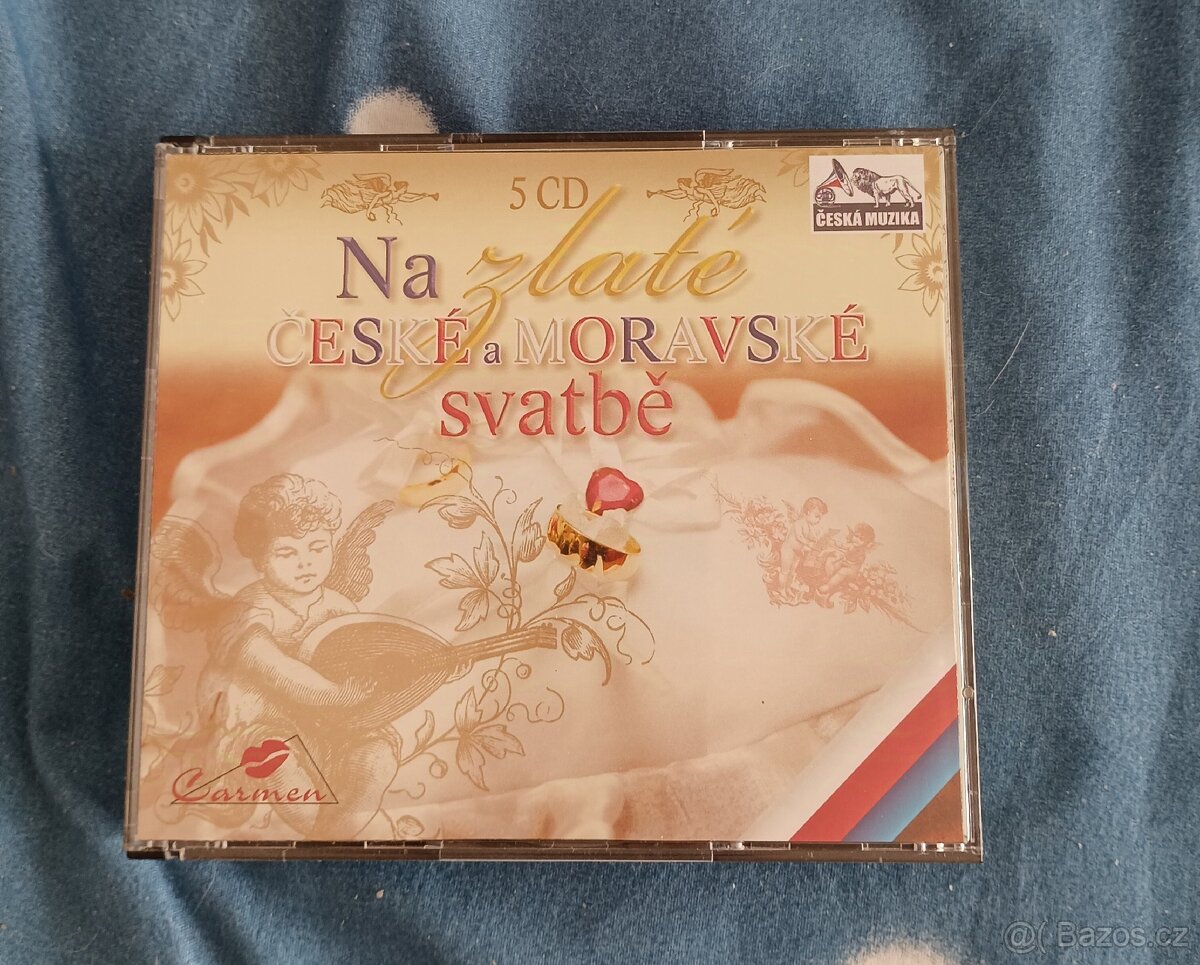 5 CD
ČESKÁ MUZIKA
Na zlaté
ČESKÉ a MORAVSKÉ
svatbě
Carmen
@( Bazos.cz